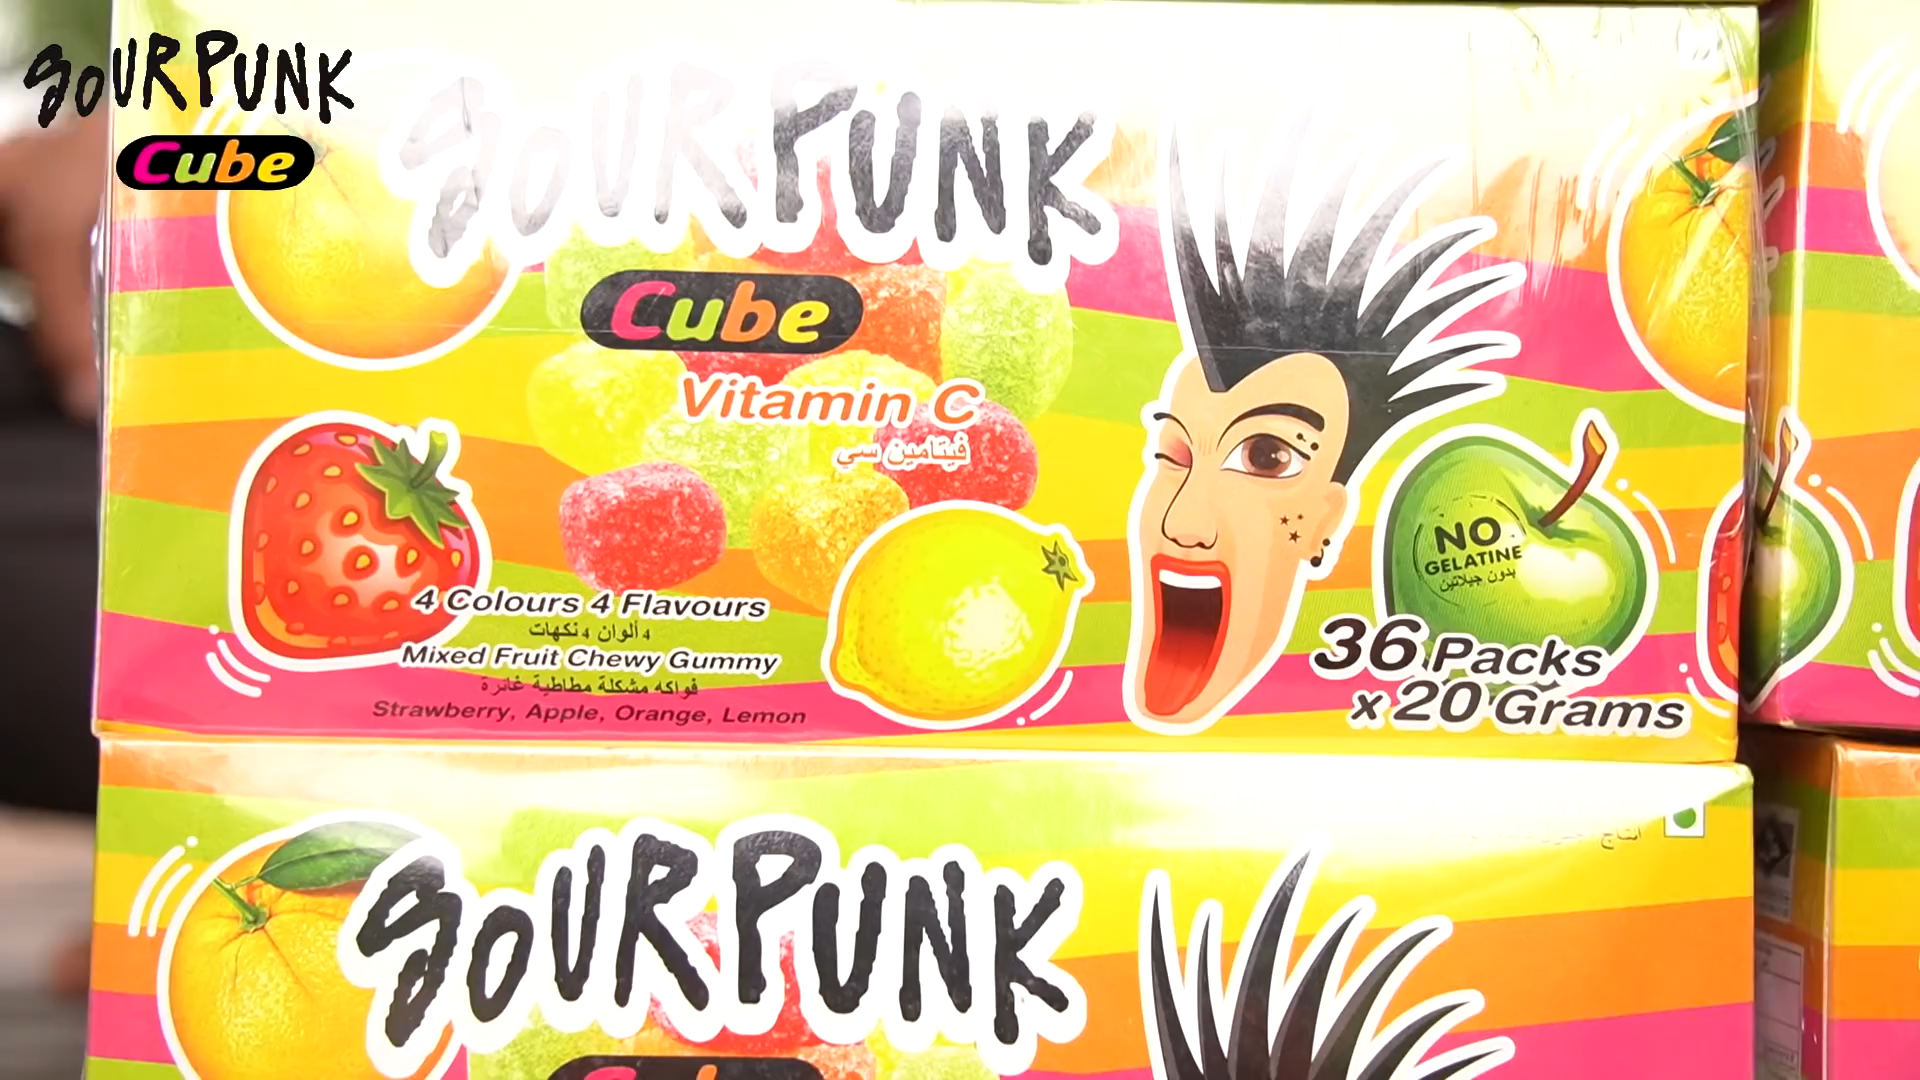 SOURPUNK
Cube
SOURPUNK
Cube
Vitamin C
فيتامين سي
NO
GELATINE
بدون جيلاتين
4 Colours 4 Flavours
4 ألوان 4 نكهات
Mixed Fruit Chewy Gummy
فواكه مشكلة مطاطية غائرة
Strawberry, Apple, Orange, Lemon
36 Packs
x 20 Grams
SOURPUNK